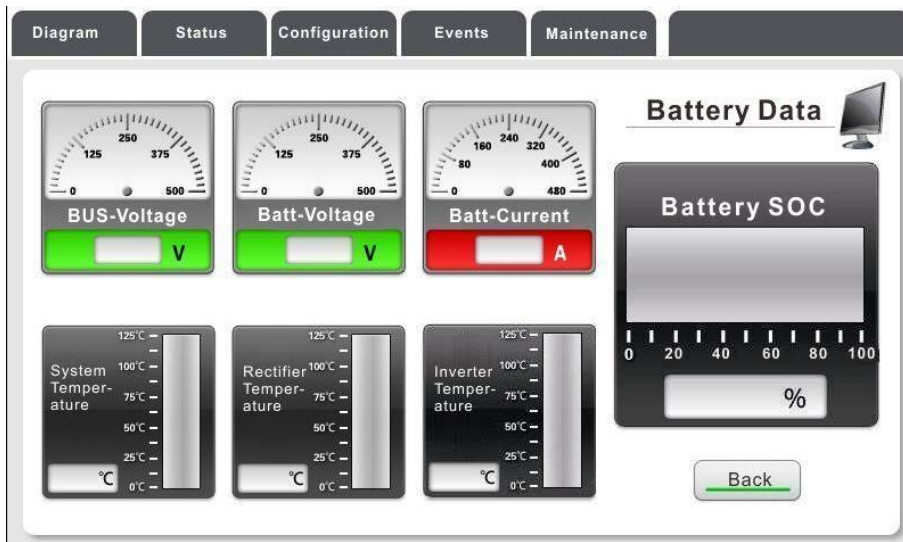 Diagram
Status
Configuration
Events
Maintenance
Battery Data
0 125 250 375 500
BUS-Voltage
V
0 125 250 375 500
Batt-Voltage
V
0 80 160 240 320 400 480
Batt-Current
A
Battery SOC
0 20 40 60 80 100
%
System
Temper-
ature
125°C
100°C
75°C
50°C
25°C
0°C
°C
Rectifier
Temper-
ature
125°C
100°C
75°C
50°C
25°C
0°C
°C
Inverter
Temper-
ature
125°C
100°C
75°C
50°C
25°C
0°C
°C
Back